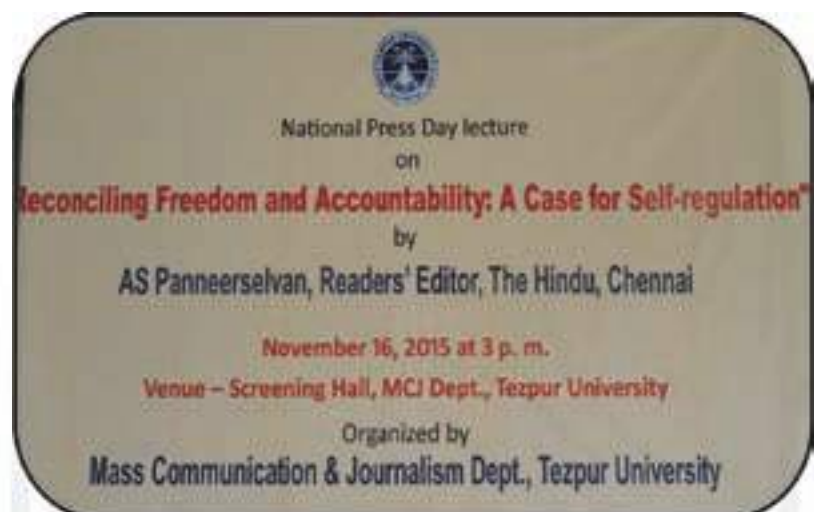 National Press Day lecture
on
Reconciling Freedom and Accountability: A Case for Self-regulation"
by
AS Panneerselvan, Readers' Editor, The Hindu, Chennai
November 16, 2015 at 3 p. m.
Venue – Screening Hall, MCJ Dept., Tezpur University
Organized by
Mass Communication & Journalism Dept., Tezpur University